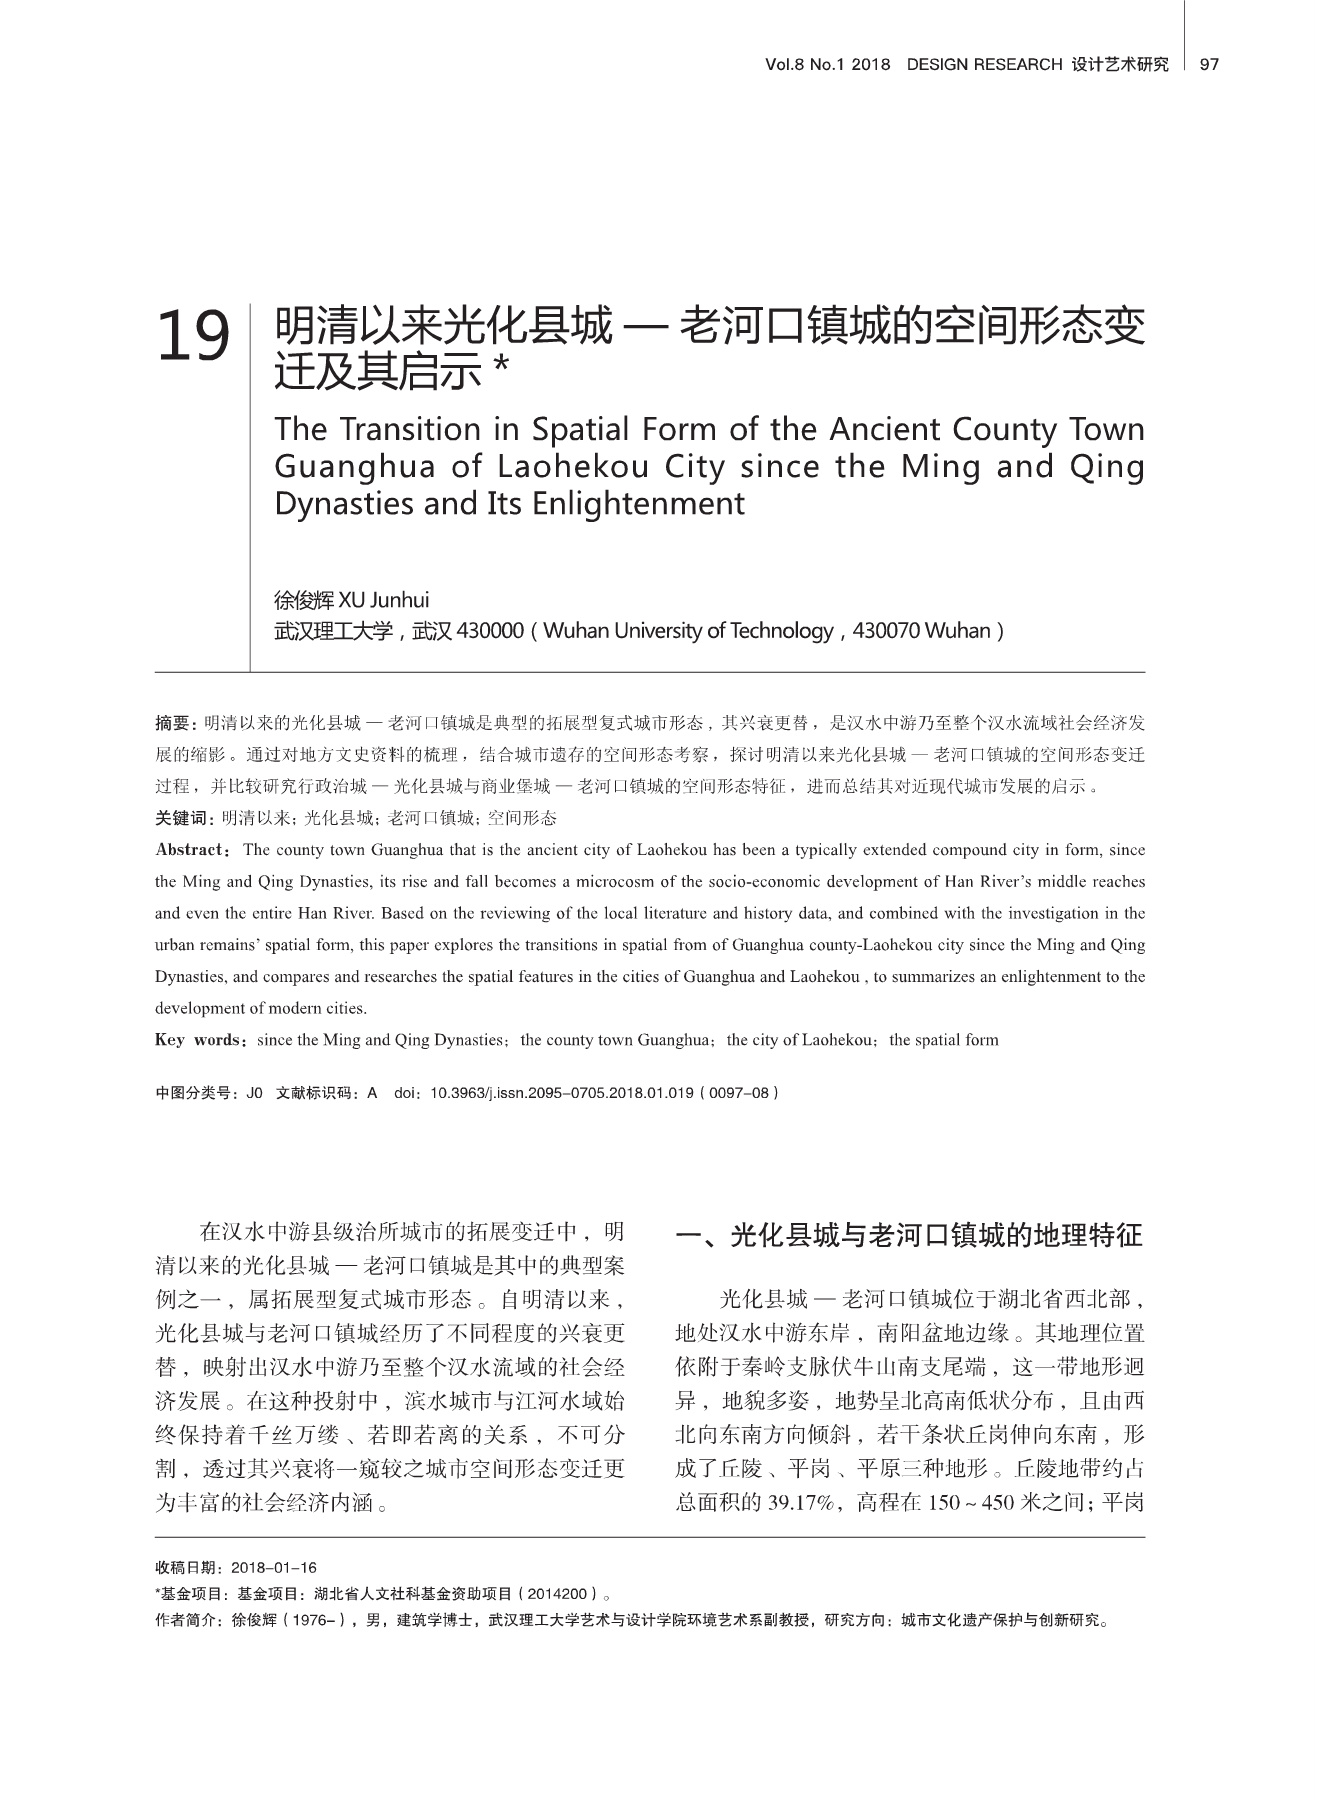 Vol.8 No.1 2018 DESIGN RESEARCH 设计艺术研究 97
19
明清以来光化县城 — 老河口镇城的空间形态变
迁及其启示 *
The Transition in Spatial Form of the Ancient County Town
Guanghua of Laohekou City since the Ming and Qing
Dynasties and Its Enlightenment
徐俊辉 XU Junhui
武汉理工大学，武汉 430000（Wuhan University of Technology，430070 Wuhan）
摘要：明清以来的光化县城 — 老河口镇城是典型的拓展型复式城市形态，其兴衰更替，是汉水中游乃至整个汉水流域社会经济发
展的缩影。通过对地方文史资料的梳理，结合城市遗存的空间形态考察，探讨明清以来光化县城 — 老河口镇城的空间形态变迁
过程，并比较研究行政治城 — 光化县城与商业堡城 — 老河口镇城的空间形态特征，进而总结其对近现代城市发展的启示。
关键词：明清以来；光化县城；老河口镇城；空间形态
Abstract：The county town Guanghua that is the ancient city of Laohekou has been a typically extended compound city in form, since
the Ming and Qing Dynasties, its rise and fall becomes a microcosm of the socio-economic development of Han River's middle reaches
and even the entire Han River. Based on the reviewing of the local literature and history data, and combined with the investigation in the
urban remains' spatial form, this paper explores the transitions in spatial from of Guanghua county-Laohekou city since the Ming and Qing
Dynasties, and compares and researches the spatial features in the cities of Guanghua and Laohekou , to summarizes an enlightenment to the
development of modern cities.
Key words：since the Ming and Qing Dynasties；the county town Guanghua；the city of Laohekou；the spatial form
中图分类号：J0 文献标识码：A doi：10.3963/j.issn.2095–0705.2018.01.019（0097–08）
在汉水中游县级治所城市的拓展变迁中，明
清以来的光化县城 — 老河口镇城是其中的典型案
例之一，属拓展型复式城市形态。自明清以来，
光化县城与老河口镇城经历了不同程度的兴衰更
替，映射出汉水中游乃至整个汉水流域的社会经
济发展。在这种投射中，滨水城市与江河水域始
终保持着千丝万缕、若即若离的关系，不可分
割，透过其兴衰将一窥较之城市空间形态变迁更
为丰富的社会经济内涵。
一、光化县城与老河口镇城的地理特征
光化县城 — 老河口镇城位于湖北省西北部，
地处汉水中游东岸，南阳盆地边缘。其地理位置
依附于秦岭支脉伏牛山南支尾端，这一带地形迥
异，地貌多姿，地势呈北高南低状分布，且由西
北向东南方向倾斜，若干条状丘岗伸向东南，形
成了丘陵、平岗、平原三种地形。丘陵地带约占
总面积的 39.17%，高程在 150 ~ 450 米之间；平岗
收稿日期：2018–01–16
*基金项目：基金项目：湖北省人文社科基金资助项目（2014200）。
作者简介：徐俊辉（1976–），男，建筑学博士，武汉理工大学艺术与设计学院环境艺术系副教授，研究方向：城市文化遗产保护与创新研究。